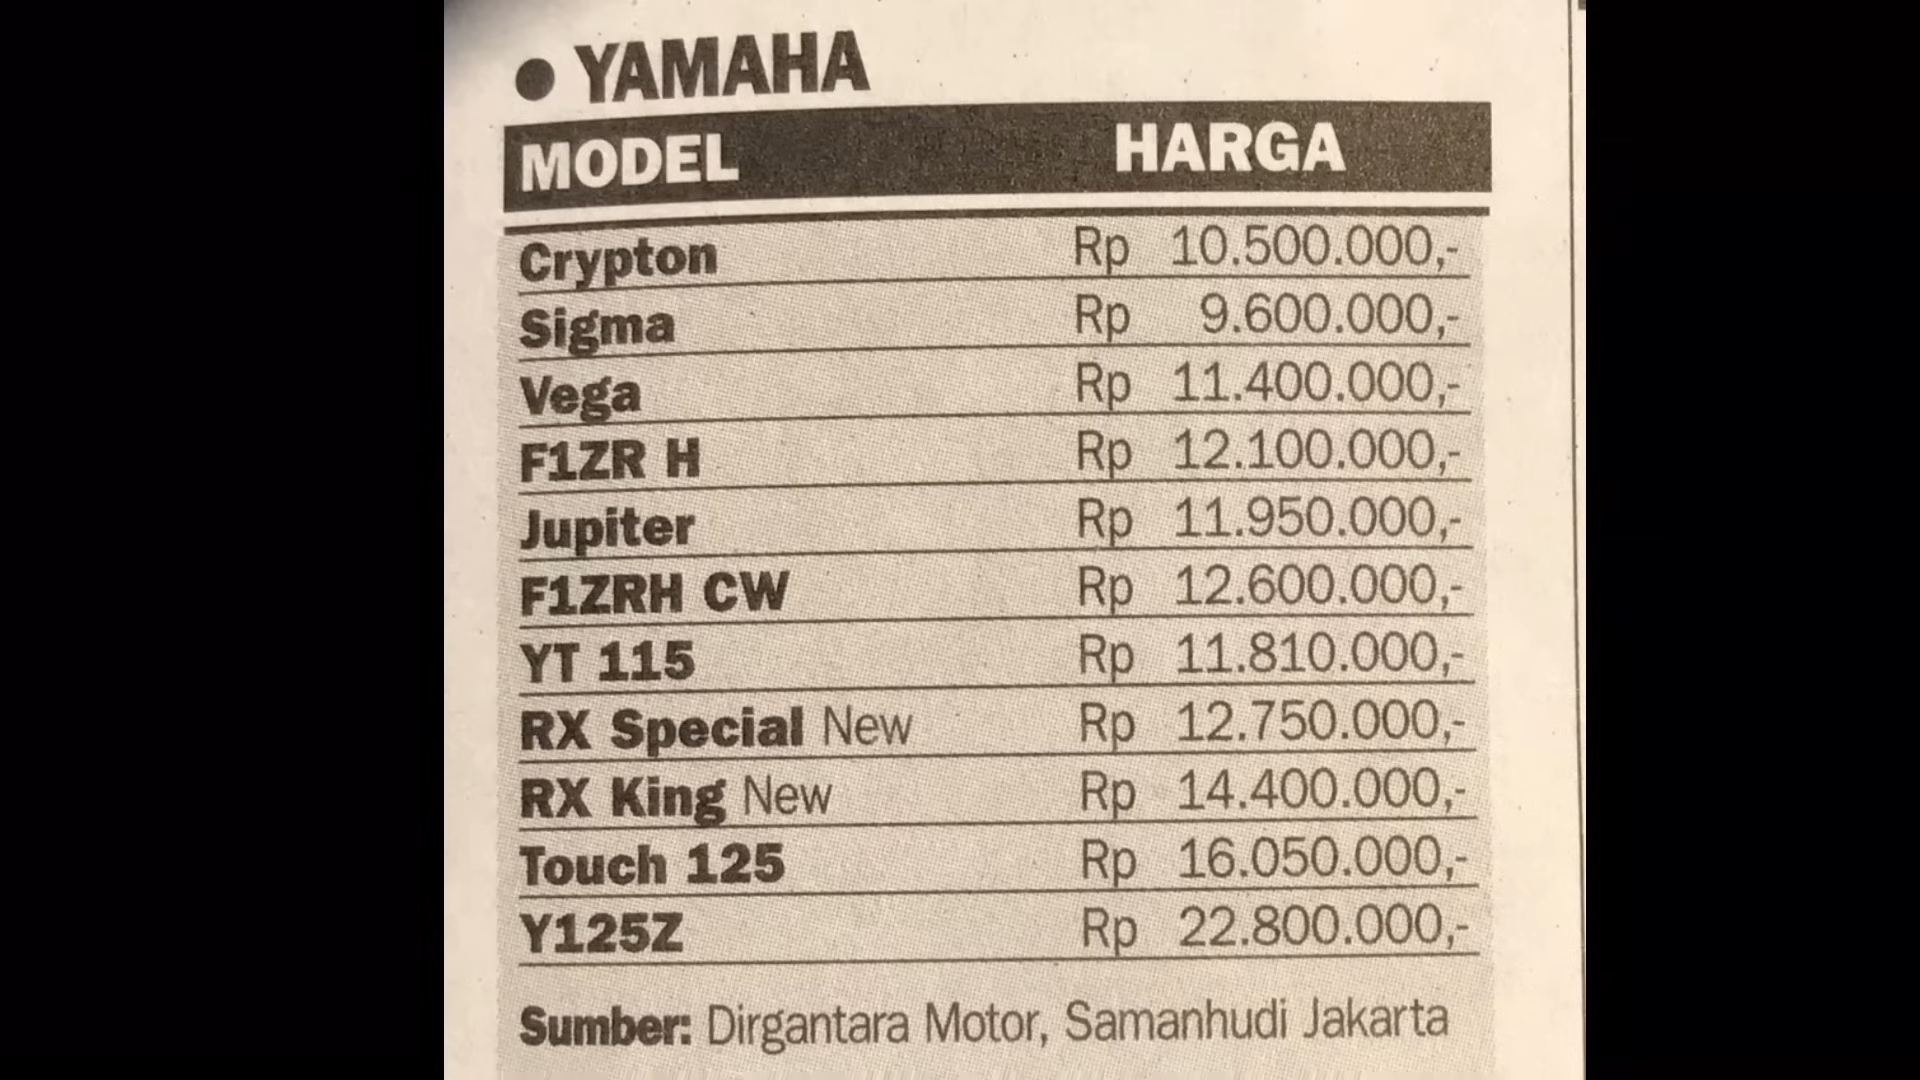 ● YAMAHA
MODEL HARGA
Crypton Rp 10.500.000,-
Sigma Rp 9.600.000,-
Vega Rp 11.400.000,-
F1ZR H Rp 12.100.000,-
Jupiter Rp 11.950.000,-
F1ZRH CW Rp 12.600.000,-
YT 115 Rp 11.810.000,-
RX Special New Rp 12.750.000,-
RX King New Rp 14.400.000,-
Touch 125 Rp 16.050.000,-
Y125Z Rp 22.800.000,-
Sumber: Dirgantara Motor, Samanhudi Jakarta